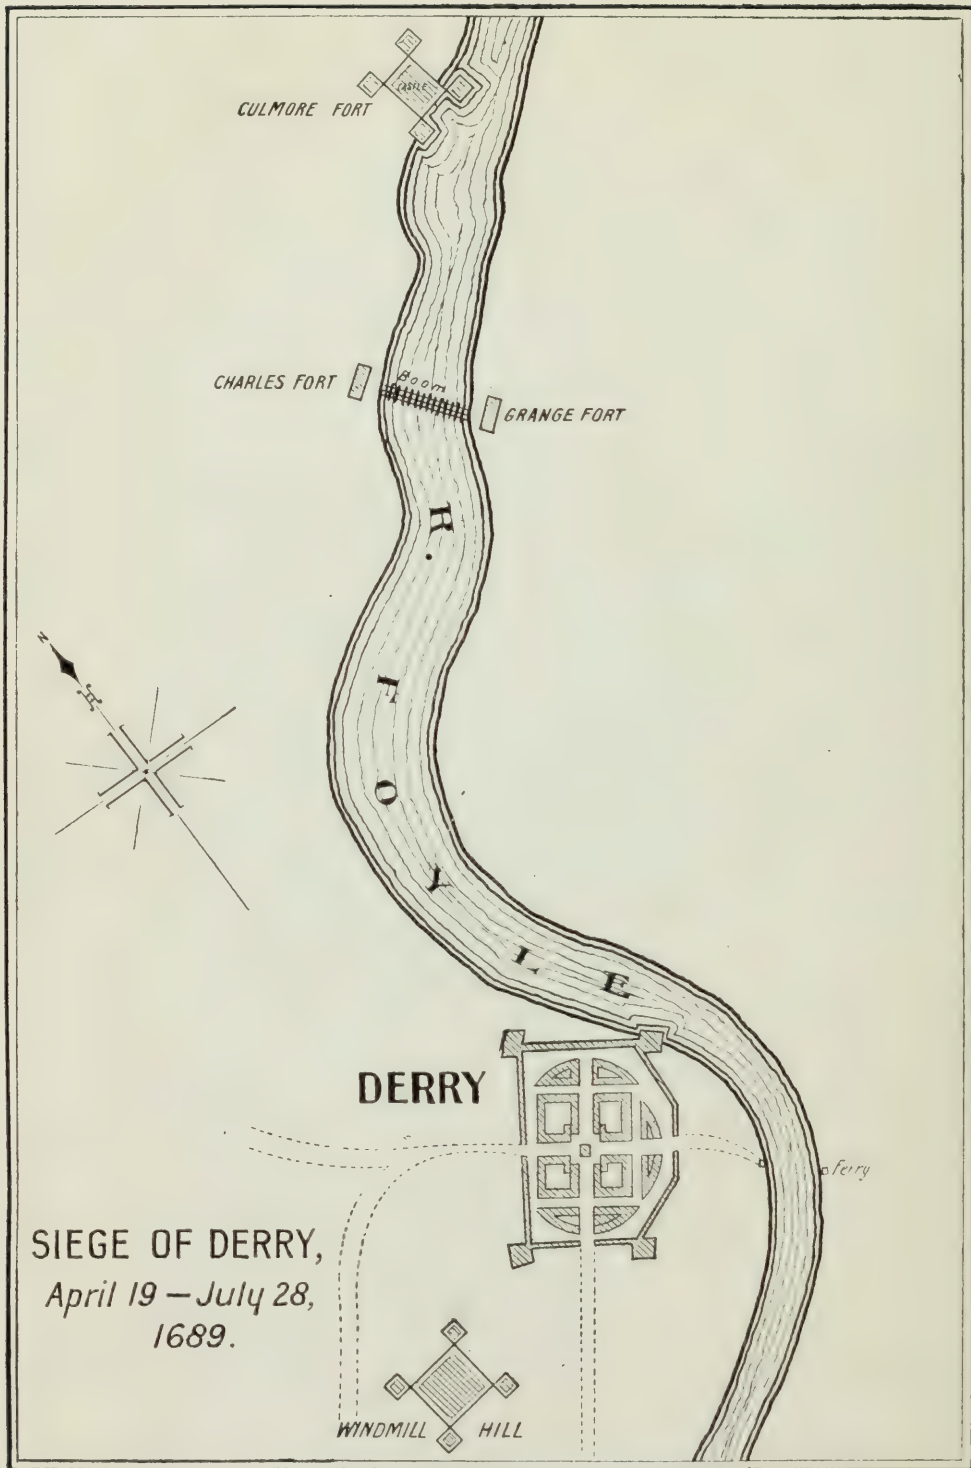 CASTLE
CULMORE FORT
CHARLES FORT
Boom
GRANGE FORT
R. FOYLE
N
DERRY
Ferry
SIEGE OF DERRY,
April 19 – July 28,
1689.
WINDMILL HILL